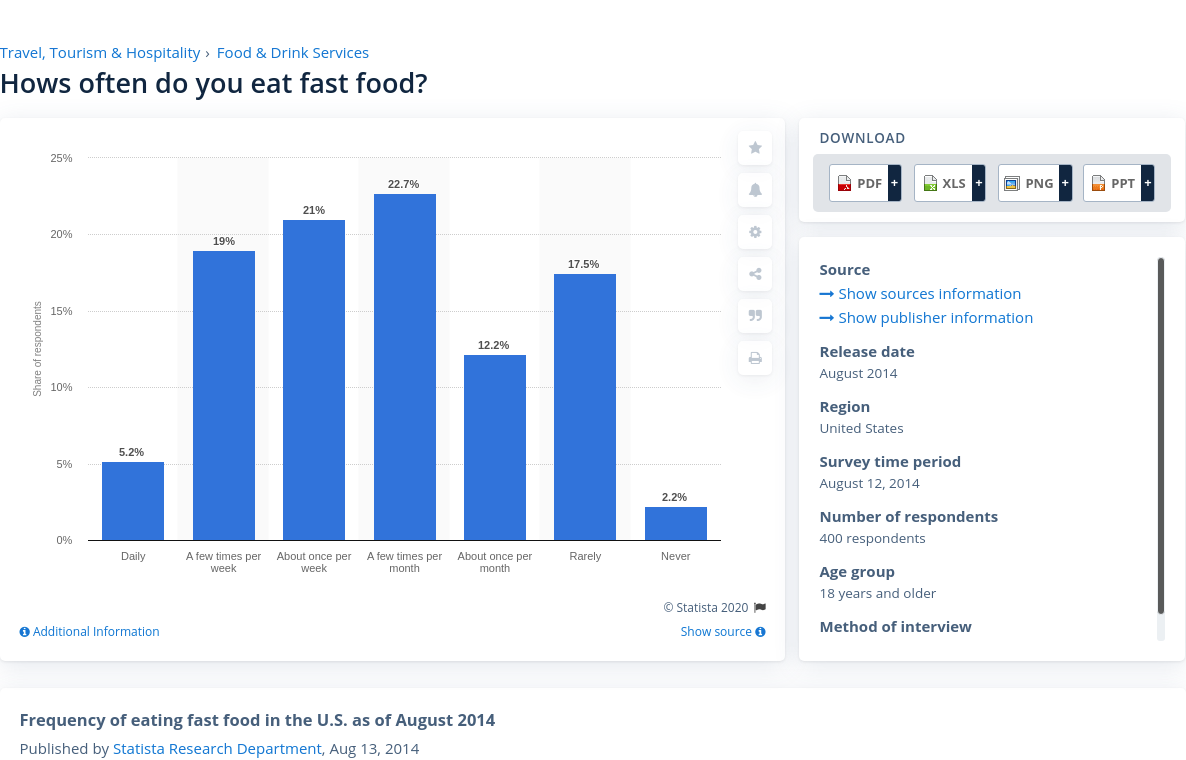 Travel, Tourism & Hospitality › Food & Drink Services
Hows often do you eat fast food?
25%
20%
15%
10%
5%
0%
Share of respondents
5.2%
19%
21%
22.7%
12.2%
17.5%
2.2%
Daily
A few times per
week
About once per
week
A few times per
month
About once per
month
Rarely
Never
© Statista 2020
Additional Information
Show source
DOWNLOAD
PDF +
XLS +
PNG +
PPT +
Source
Show sources information
Show publisher information
Release date
August 2014
Region
United States
Survey time period
August 12, 2014
Number of respondents
400 respondents
Age group
18 years and older
Method of interview
Frequency of eating fast food in the U.S. as of August 2014
Published by Statista Research Department, Aug 13, 2014